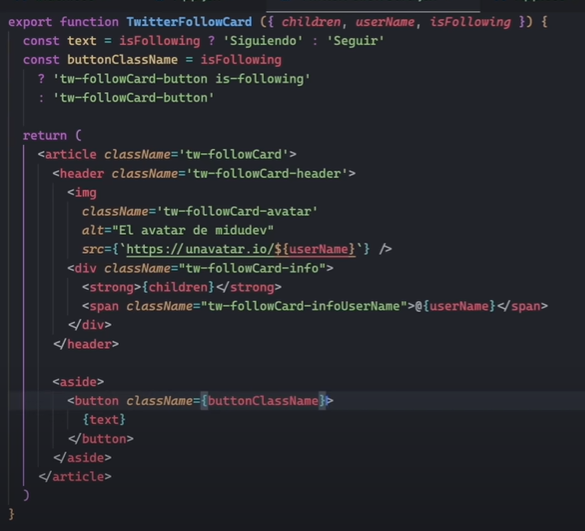 export function TwitterFollowCard ({ children, userName, isFollowing }) {
const text = isFollowing ? 'Siguiendo' : 'Seguir'
const buttonClassName = isFollowing
? 'tw-followCard-button is-following'
: 'tw-followCard-button'
return (
<article className='tw-followCard'>
<header className='tw-followCard-header'>
<img
className='tw-followCard-avatar'
alt="El avatar de midudev"
src={`https://unavatar.io/${userName}`} />
<div className="tw-followCard-info">
<strong>{children}</strong>
<span className="tw-followCard-infoUserName">@{userName}</span>
</div>
</header>
<aside>
<button className={buttonClassName}>
{text}
</button>
</aside>
</article>
)
}